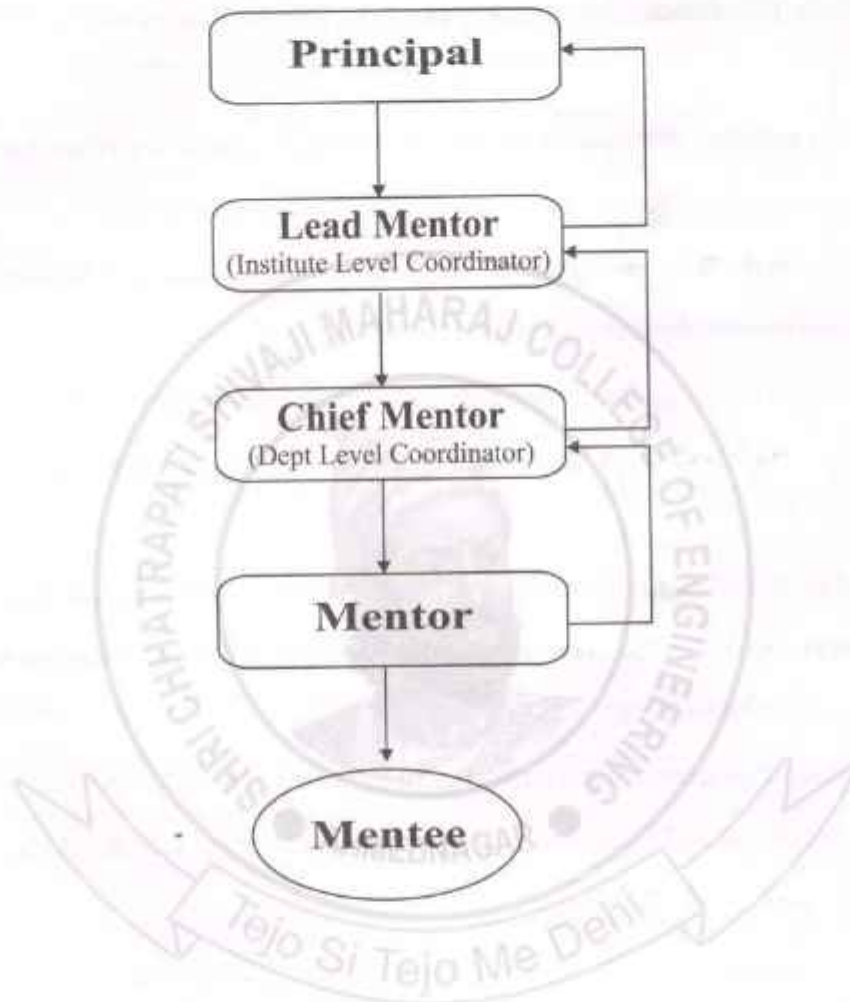 Principal
Lead Mentor
(Institute Level Coordinator)
Chief Mentor
(Dept Level Coordinator)
Mentor
Mentee
SHRI CHHATRAPATI SHIVAJI MAHARAJ COLLEGE OF ENGINEERING
Tejo Si Tejo Me Dehi